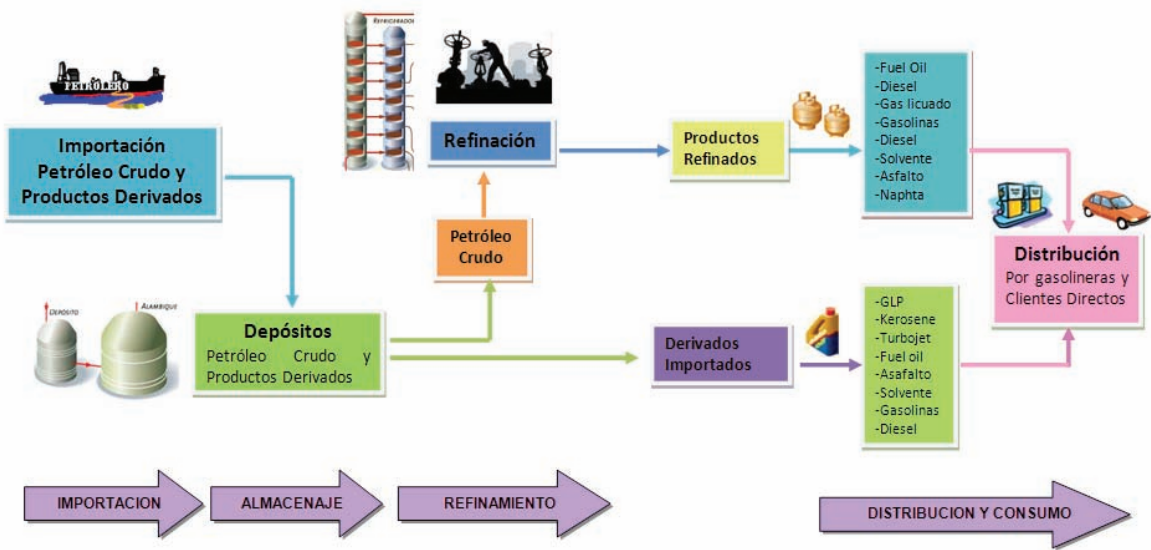 PETROLERO
Importación
Petróleo Crudo y
Productos Derivados
DEPÓSITO
ALAMBIQUE
Depósitos
Petróleo Crudo y
Productos Derivados
REFRIGERADOR
Refinación
Petróleo
Crudo
Productos
Refinados
-Fuel Oil
-Diesel
-Gas licuado
-Gasolinas
-Diesel
-Solvente
-Asfalto
-Naphta
Derivados
Importados
-GLP
-Kerosene
-Turbojet
-Fuel oil
-Asafalto
-Solvente
-Gasolinas
-Diesel
Distribución
Por gasolineras y
Clientes Directos
IMPORTACION
ALMACENAJE
REFINAMIENTO
DISTRIBUCION Y CONSUMO